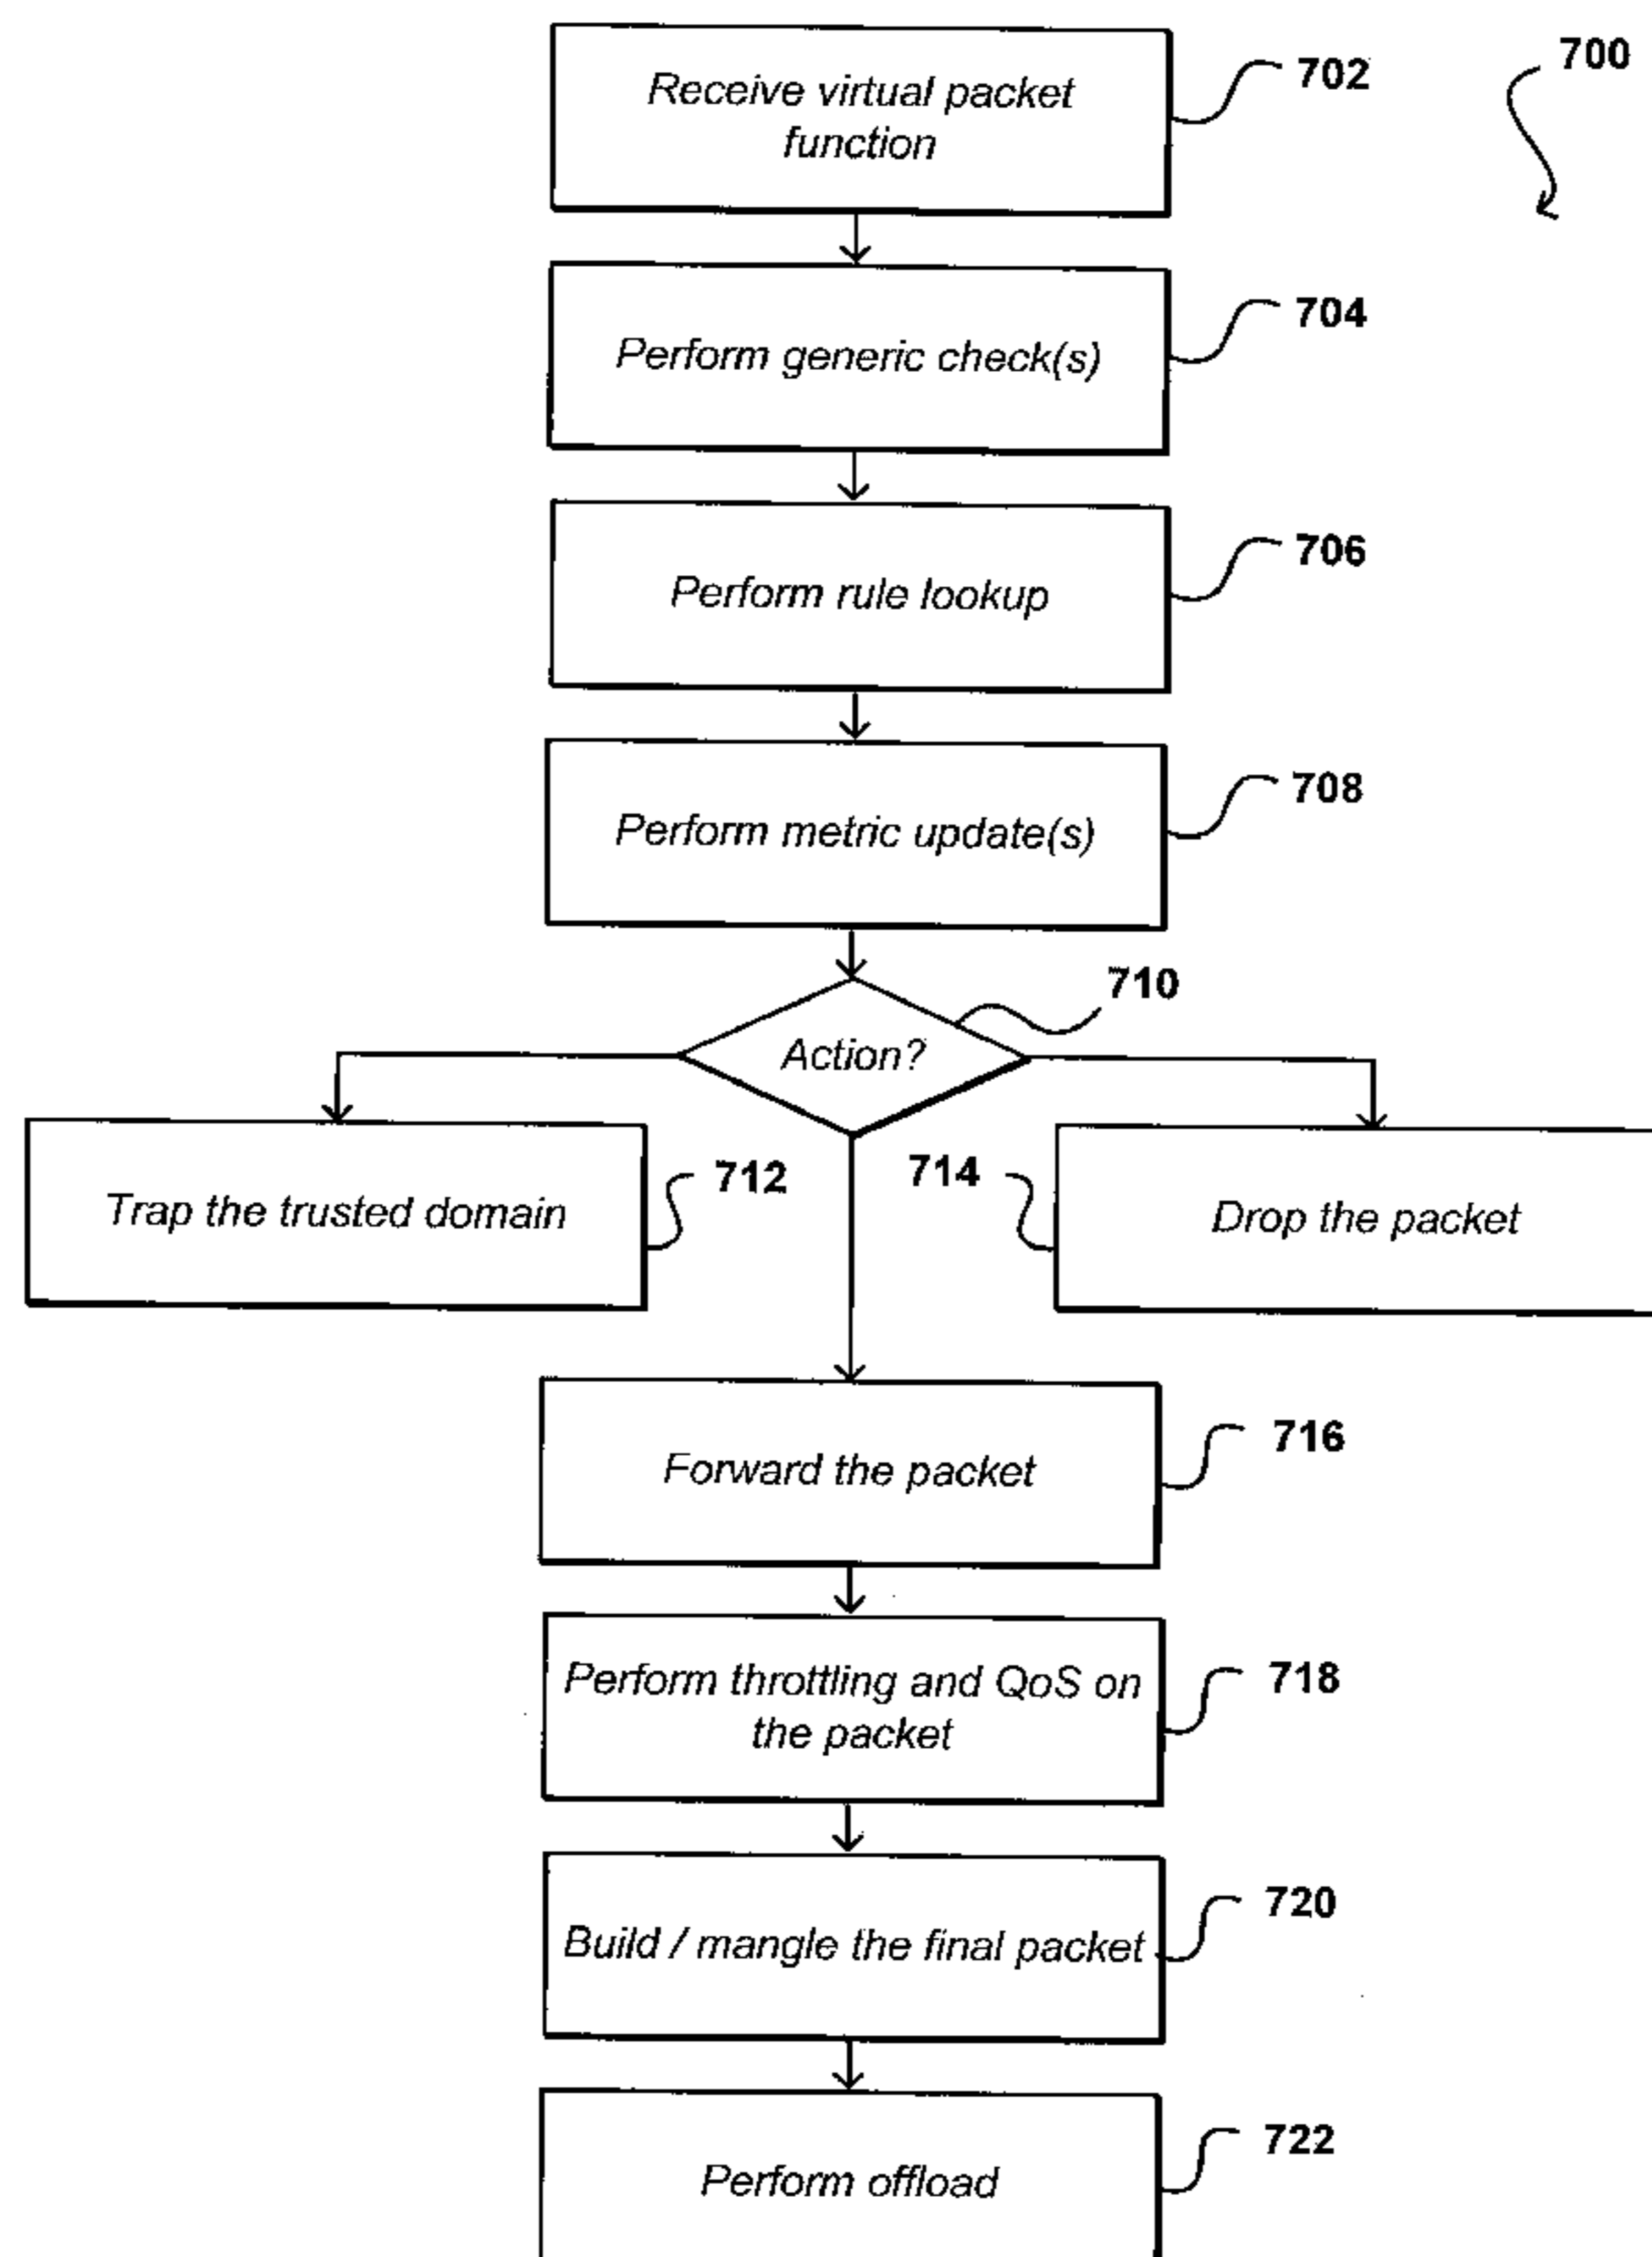 700
Receive virtual packet
function
702
Perform generic check(s)
704
Perform rule lookup
706
Perform metric update(s)
708
Action?
710
Trap the trusted domain
712
714
Drop the packet
Forward the packet
716
Perform throttling and QoS on
the packet
718
Build / mangle the final packet
720
Perform offload
722